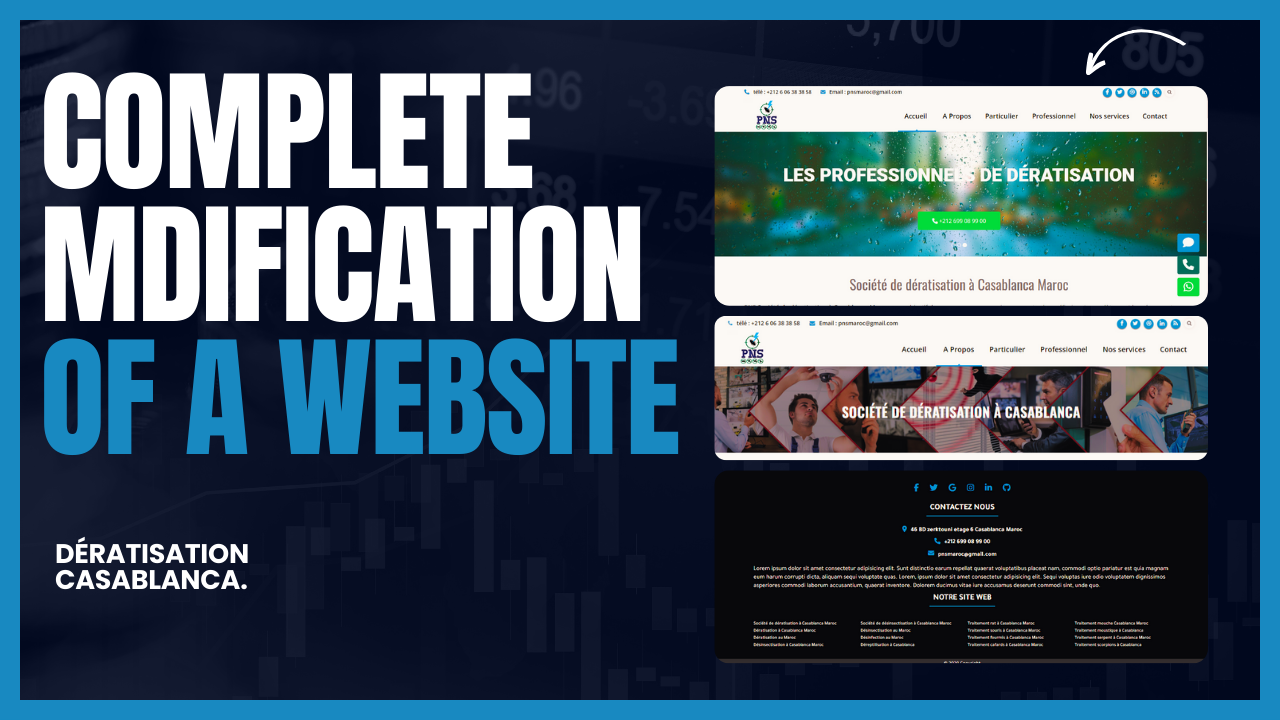 COMPLETE
MDIFICATION
OF A WEBSITE
DÉRATISATION
CASABLANCA.
5,700
805
télé : +212 6 06 38 38 58 Email : pnsmaroc@gmail.com
PNS
Accueil A Propos Particulier Professionnel Nos services Contact
LES PROFESSIONNELS DE DÉRATISATION
+212 699 08 99 00
Société de dératisation à Casablanca Maroc
télé : +212 6 06 38 38 58 Email : pnsmaroc@gmail.com
PNS
Accueil A Propos Particulier Professionnel Nos services Contact
SOCIÉTÉ DE DÉRATISATION À CASABLANCA
CONTACTEZ NOUS
46 BD zerktouni etage 6 Casablanca Maroc
+212 699 08 99 00
pnsmaroc@gmail.com
Lorem ipsum dolor sit amet consectetur adipisicing elit. Sunt distinctio earum repellat quaerat voluptatibus placeat nam, commodi optio pariatur est quia magnam
eum harum corrupti dicta, aliquam sequi voluptate quas. Lorem, ipsum dolor sit amet consectetur adipisicing elit. Sequi voluptas iure odio voluptatem dignissimos
asperiores commodi laborum accusantium, quaerat inventore. Dolorem ducimus vitae iure accusamus deserunt commodi sint, unde quo.
NOTRE SITE WEB
Société de dératisation à Casablanca Maroc Société de désinsectisation à Casablanca Maroc Traitement rat à Casablanca Maroc Traitement mouche Casablanca Maroc
Dératisation à Casablanca Maroc Désinsectisation au Maroc Traitement souris à Casablanca Maroc Traitement moustique à Casablanca
Dératisation au Maroc Désinfection au Maroc Traitement fourmis à Casablanca Maroc Traitement serpent à Casablanca Maroc
Désinsectisation à Casablanca Maroc Déreptilisation à Casablanca Traitement cafards à Casablanca Maroc Traitement scorpions à Casablanca
© 2020 Copyright